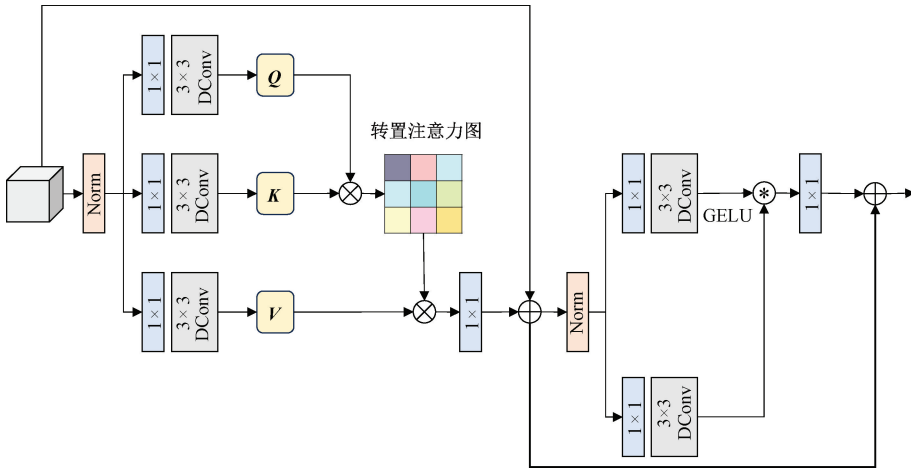 Norm
1×1
3×3
DConv
Q
1×1
3×3
DConv
K
1×1
3×3
DConv
V
转置注意力图
1×1
Norm
1×1
3×3
DConv
GELU
1×1
1×1
3×3
DConv